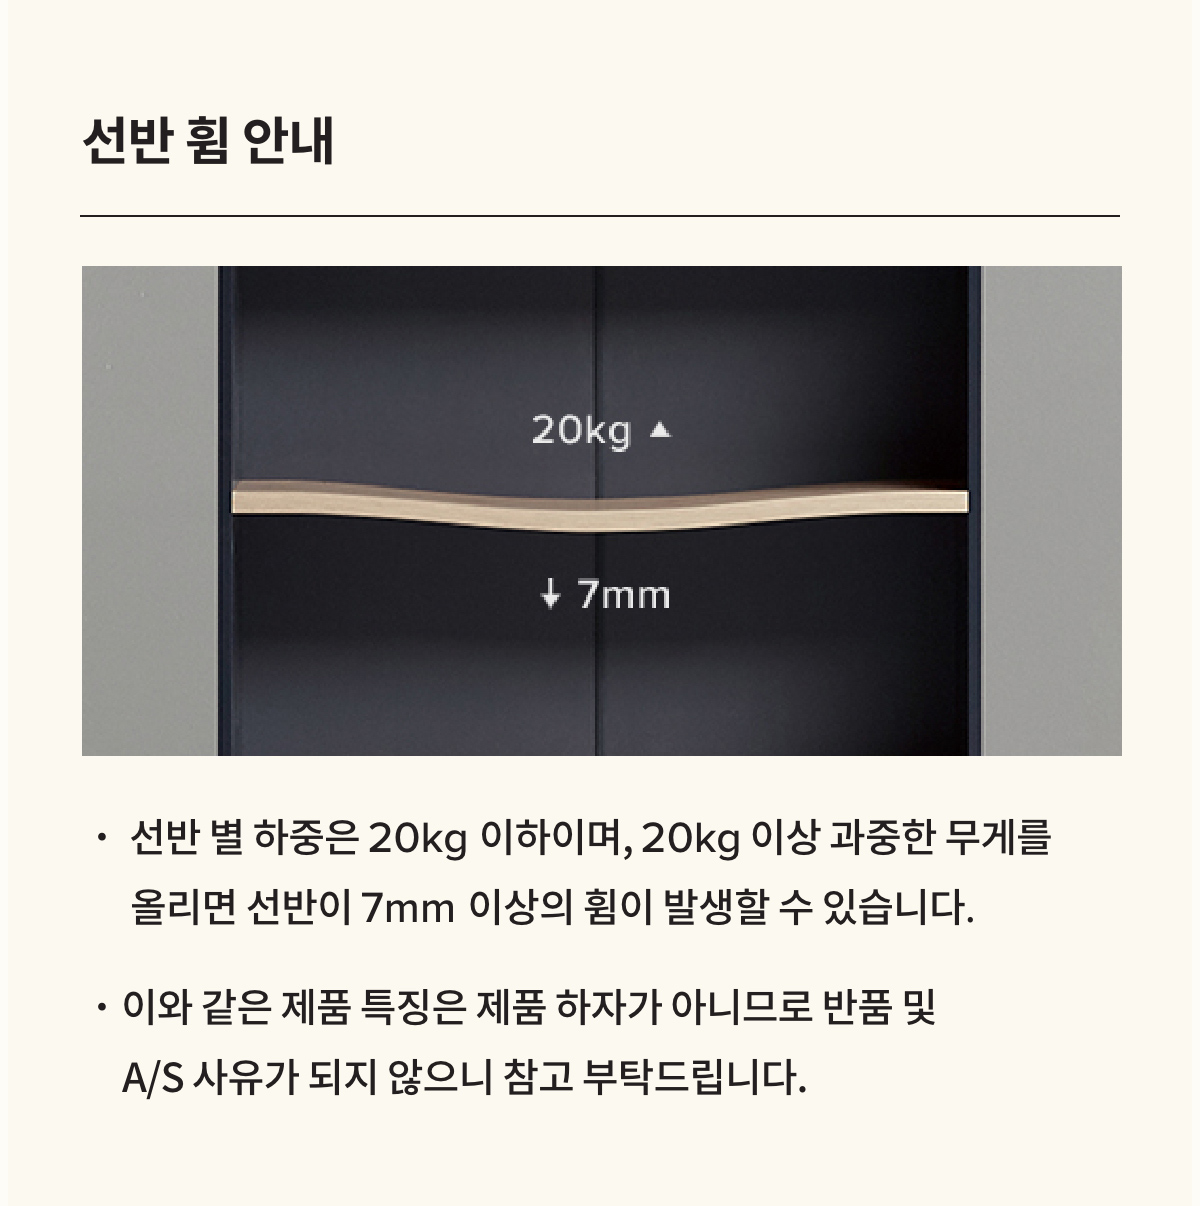 선반 휨 안내
20kg ▲
↓ 7mm
• 선반 별 하중은 20kg 이하이며, 20kg 이상 과중한 무게를
올리면 선반이 7mm 이상의 휨이 발생할 수 있습니다.
• 이와 같은 제품 특징은 제품 하자가 아니므로 반품 및
A/S 사유가 되지 않으니 참고 부탁드립니다.